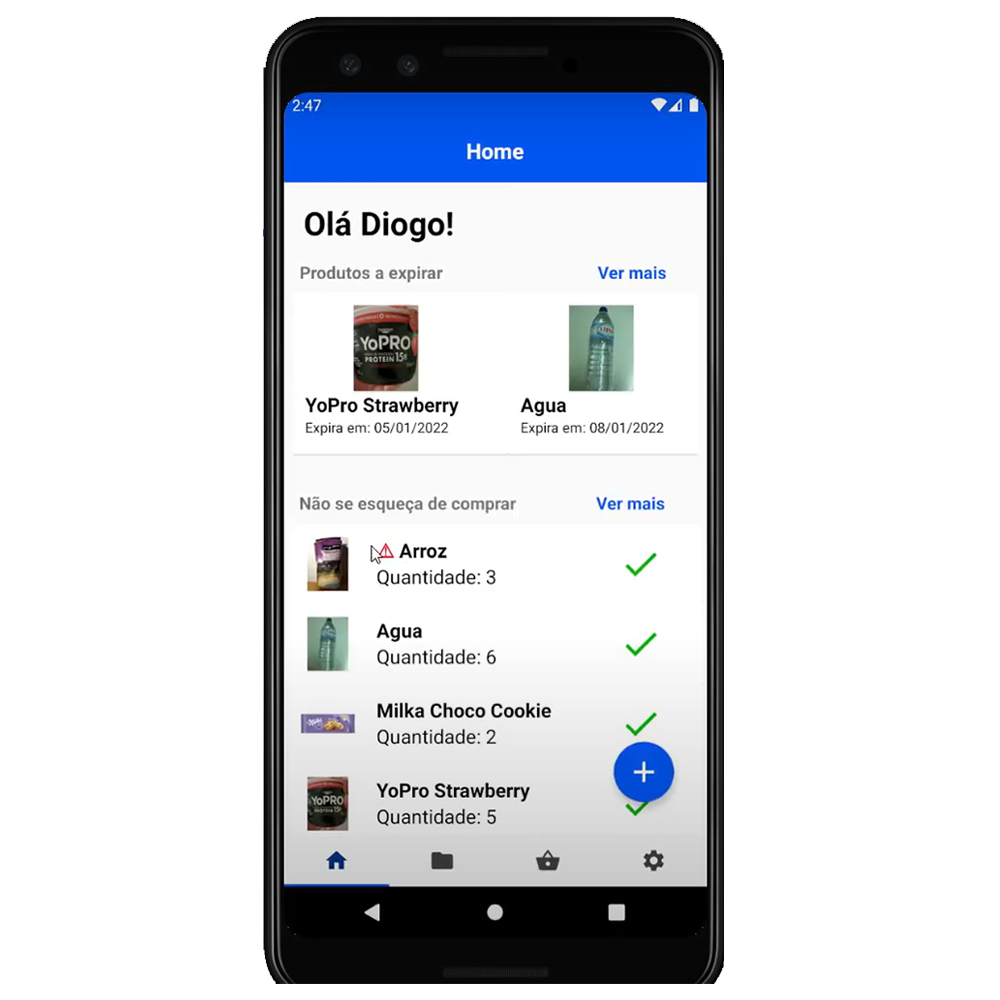 2:47
Home
Olá Diogo!
Produtos a expirar
Ver mais
YoPRO
PROTEIN 15g
YoPro Strawberry
Expira em: 05/01/2022
Agua
Expira em: 08/01/2022
Não se esqueça de comprar
Ver mais
Arroz
Quantidade: 3
Agua
Quantidade: 6
Milka
Milka Choco Cookie
Quantidade: 2
YoPRO
YoPro Strawberry
Quantidade: 5